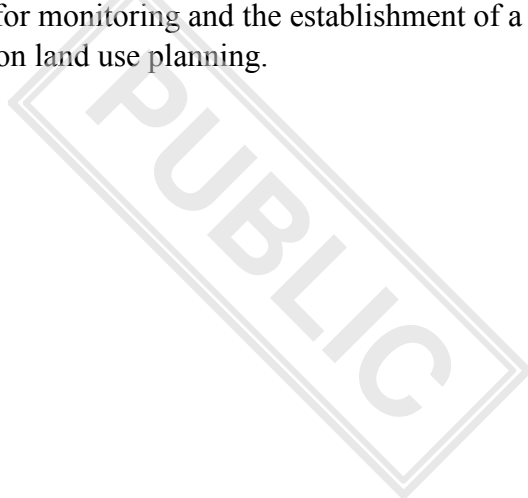 for monitoring and the establishment of a
on land use planning.
PUBLIC